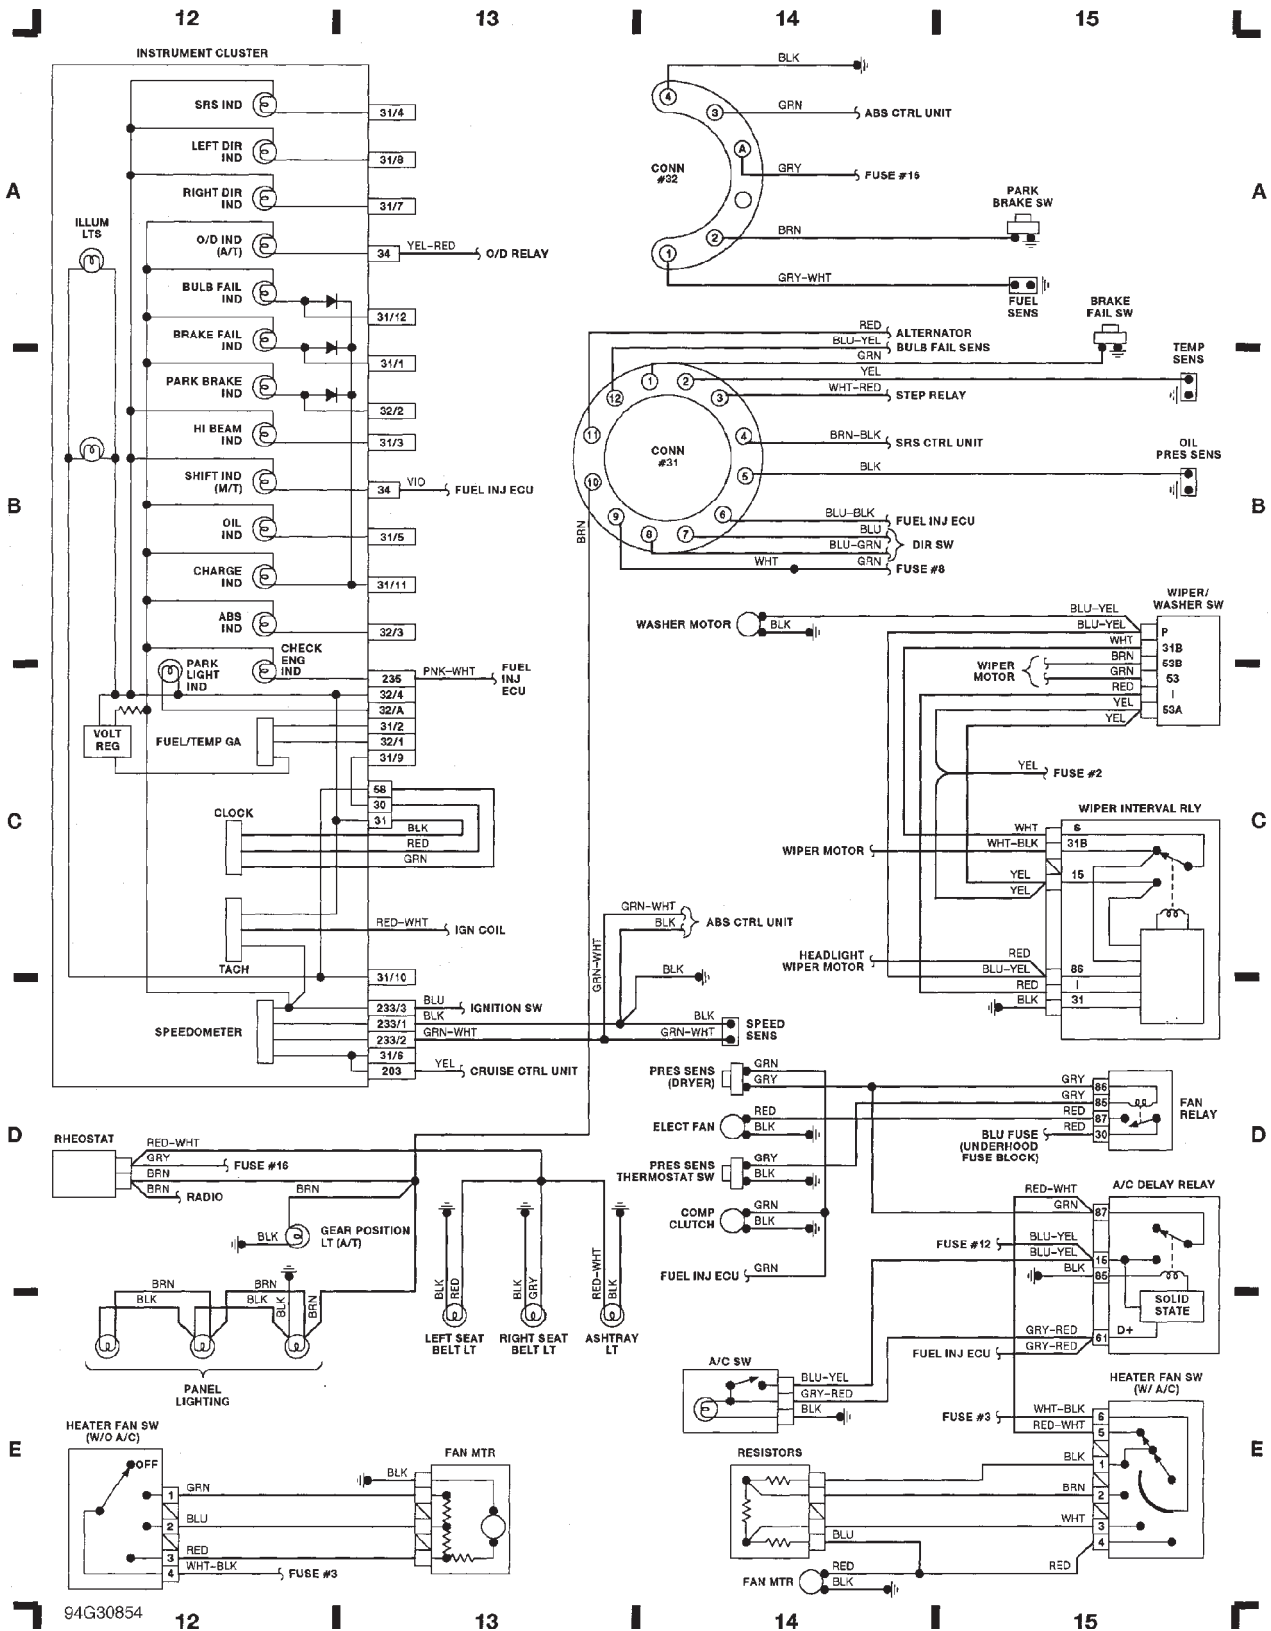 12 13 14 15
INSTRUMENT CLUSTER
A
SRS IND
31/4
LEFT DIR
IND
31/8
RIGHT DIR
IND
31/7
ILLUM
LTS
O/D IND
(A/T)
34
YEL-RED
O/D RELAY
BULB FAIL
IND
31/12
BRAKE FAIL
IND
31/1
PARK BRAKE
IND
32/2
HI BEAM
IND
31/3
B
SHIFT IND
(M/T)
34
VIO
FUEL INJ ECU
OIL
IND
31/5
CHARGE
IND
31/11
ABS
IND
32/3
PARK
LIGHT
IND
CHECK
ENG
IND
235
PNK-WHT
FUEL
INJ
ECU
32/4
32/A
31/2
32/1
31/9
VOLT
REG
FUEL/TEMP GA
C
58
30
31
CLOCK
BLK
RED
GRN
TACH
RED-WHT
IGN COIL
31/10
SPEEDOMETER
233/3
BLU
IGNITION SW
233/1
BLK
233/2
GRN-WHT
31/6
203
YEL
CRUISE CTRL UNIT
BLK
4
3
GRN
ABS CTRL UNIT
A
GRY
FUSE #16
CONN
#32
2
BRN
PARK
BRAKE SW
1
GRY-WHT
FUEL
SENS
BRAKE
FAIL SW
A
RED
ALTERNATOR
BLU-YEL
BULB FAIL SENS
GRN
YEL
TEMP
SENS
WHT-RED
STEP RELAY
CONN
#31
1
2
3
4
5
6
7
8
9
10
11
12
BRN-BLK
SRS CTRL UNIT
BLK
OIL
PRES SENS
BRN
BLU-BLK
FUEL INJ ECU
BLU
BLU-GRN
DIR SW
WHT
GRN
FUSE #8
B
WASHER MOTOR
BLK
BLU-YEL
BLU-YEL
WHT
BRN
GRN
RED
YEL
YEL
WIPER
MOTOR
WIPER/
WASHER SW
P
31B
53B
53
I
53A
YEL
FUSE #2
WIPER INTERVAL RLY
C
WHT
WHT-BLK
WIPER MOTOR
YEL
YEL
S
31B
15
HEADLIGHT
WIPER MOTOR
RED
BLU-YEL
RED
BLK
86
I
31
GRN-WHT
BLK
ABS CTRL UNIT
GRN-WHT
BLK
BLK
GRN-WHT
SPEED
SENS
PRES SENS
(DRYER)
GRN
GRY
GRY
GRY
RED
RED
86
85
87
30
FAN
RELAY
ELECT FAN
RED
BLK
BLU FUSE
(UNDERHOOD
FUSE BLOCK)
D
PRES SENS
THERMOSTAT SW
GRY
BLK
COMP
CLUTCH
GRN
BLK
FUEL INJ ECU
GRN
RED-WHT
GRN
A/C DELAY RELAY
87
FUSE #12
BLU-YEL
BLU-YEL
BLK
15
85
SOLID
STATE
GRY-RED
GRY-RED
61
D+
FUEL INJ ECU
D
RHEOSTAT
RED-WHT
GRY
FUSE #16
BRN
BRN
RADIO
BRN
BLK
GEAR POSITION
LT (A/T)
BRN
BLK
BRN
BLK
BLK
BRN
PANEL
LIGHTING
BLK
RED
LEFT SEAT
BELT LT
BLK
GRY
RIGHT SEAT
BELT LT
RED-WHT
BLK
ASHTRAY
LT
A/C SW
BLU-YEL
GRY-RED
BLK
E
HEATER FAN SW
(W/O A/C)
OFF
1
2
3
4
GRN
BLU
RED
WHT-BLK
FUSE #3
BLK
FAN MTR
RESISTORS
BLU
FAN MTR
RED
BLK
HEATER FAN SW
(W/ A/C)
FUSE #3
WHT-BLK
RED-WHT
BLK
BRN
WHT
RED
6
5
1
2
3
4
E
94G30854
12 13 14 15